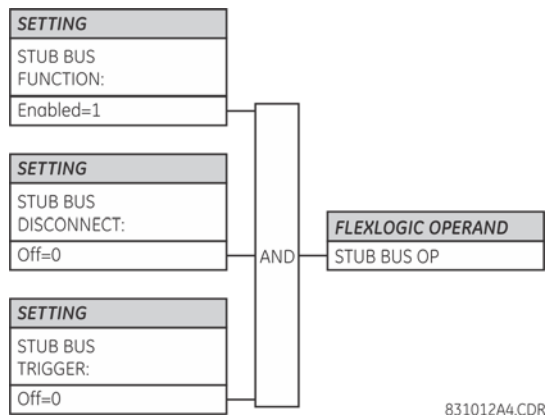 SETTING
STUB BUS
FUNCTION:
Enabled=1
SETTING
STUB BUS
DISCONNECT:
Off=0
SETTING
STUB BUS
TRIGGER:
Off=0
AND
FLEXLOGIC OPERAND
STUB BUS OP
831012A4.CDR